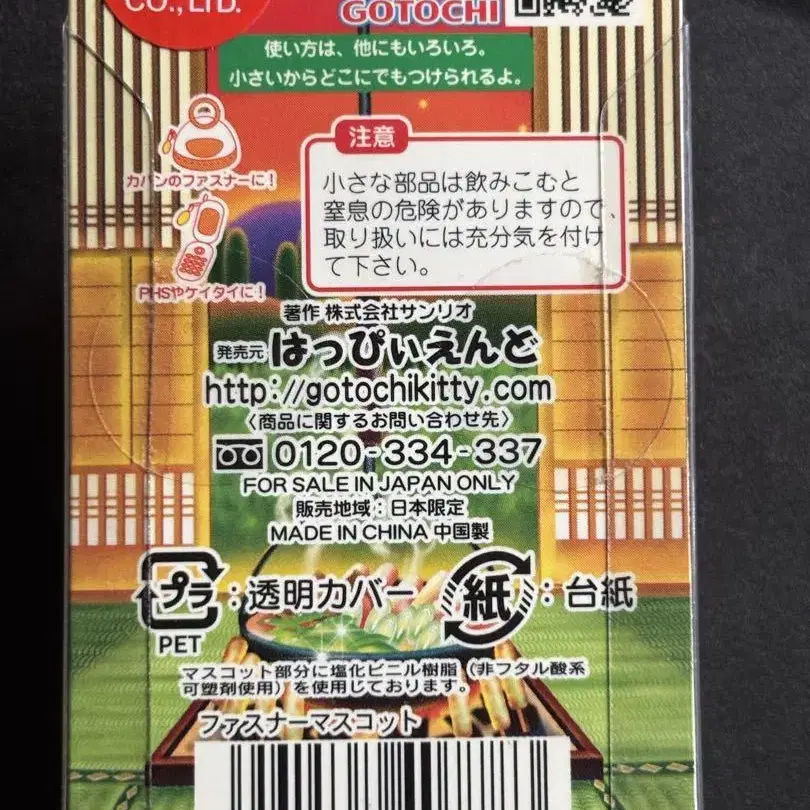 CO.,LTD.
GOTOCHI
使い方は、他にもいろいろ。
小さいからどこにでもつけられるよ。
注意
カバンのファスナーに!
小さな部品は飲みこむと
窒息の危険がありますので、
取り扱いには充分気を付け
て下さい。
PHSやケイタイに!
著作 株式会社サンリオ
発売元 はっぴぃえんど
http://gotochikitty.com
〈商品に関するお問い合わせ先〉
0120-334-337
FOR SALE IN JAPAN ONLY
販売地域:日本限定
MADE IN CHINA 中国製
プラ:透明カバー 紙:台紙
PET
マスコット部分に塩化ビニル樹脂(非フタル酸系
可塑剤使用)を使用しております。
ファスナーマスコット